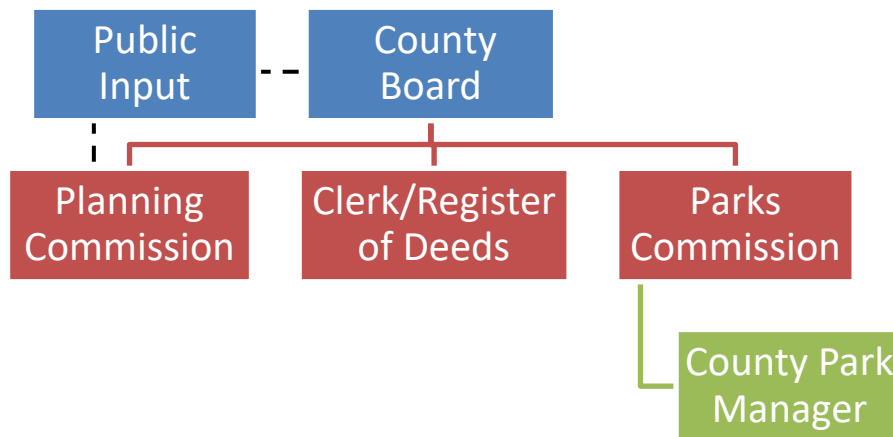 Public
Input
County
Board
Planning
Commission
Clerk/Register
of Deeds
Parks
Commission
County Park
Manager